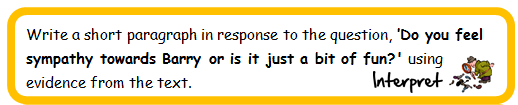 Write a short paragraph in response to the question, 'Do you feel
sympathy towards Barry or is it just a bit of fun?' using
evidence from the text.
Interpret